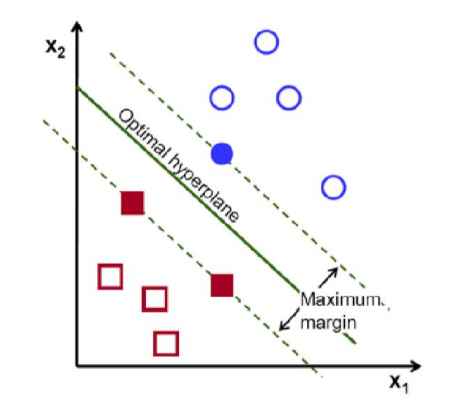 x₂
Optimal hyperplane
Maximum
margin
x₁